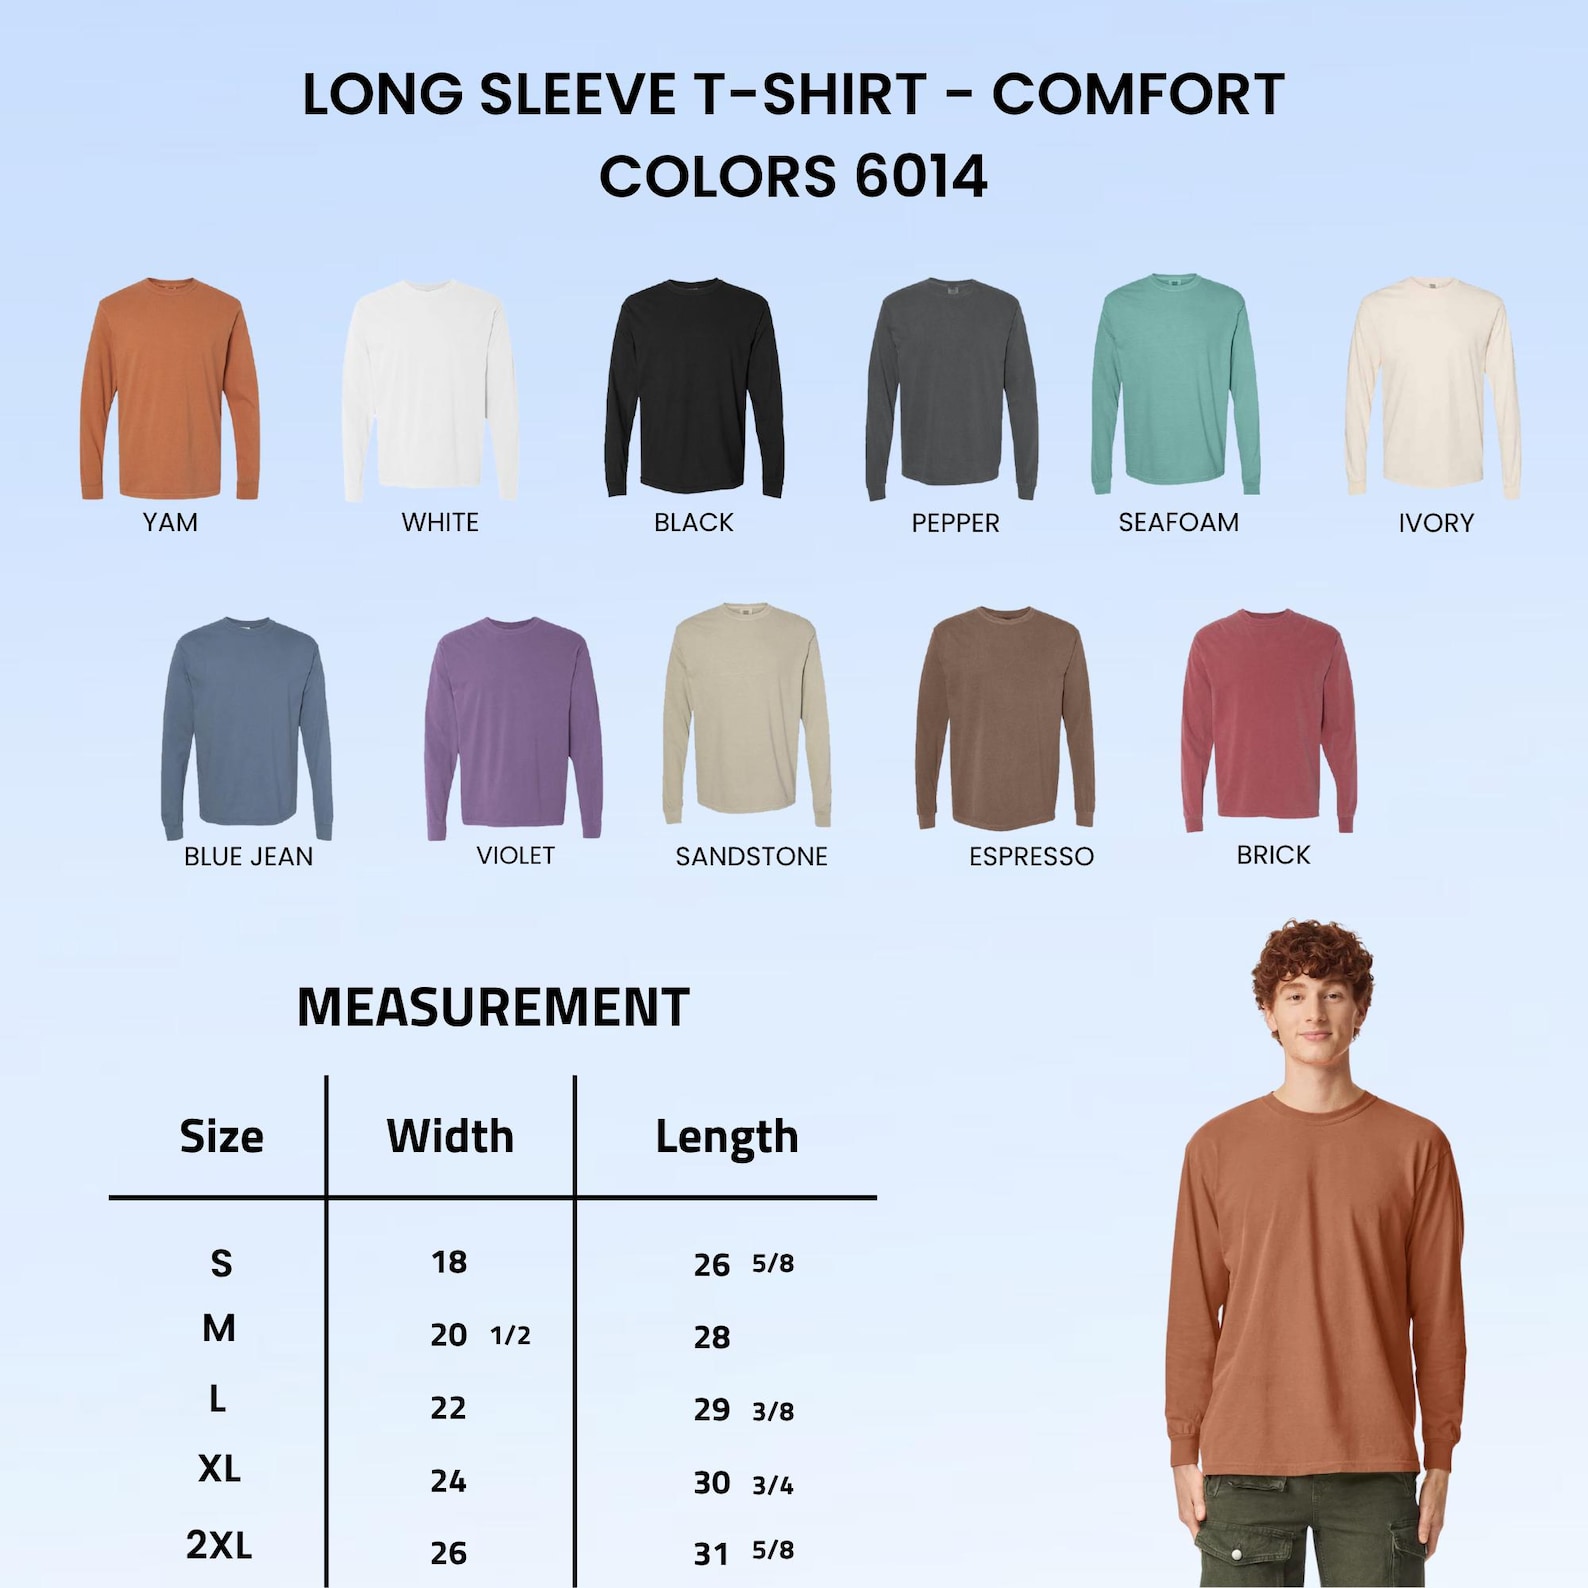 LONG SLEEVE T-SHIRT - COMFORT
COLORS 6014
YAM WHITE BLACK PEPPER SEAFOAM IVORY
BLUE JEAN VIOLET SANDSTONE ESPRESSO BRICK
MEASUREMENT
Size Width Length
S 18 26 5/8
M 20 1/2 28
L 22 29 3/8
XL 24 30 3/4
2XL 26 31 5/8